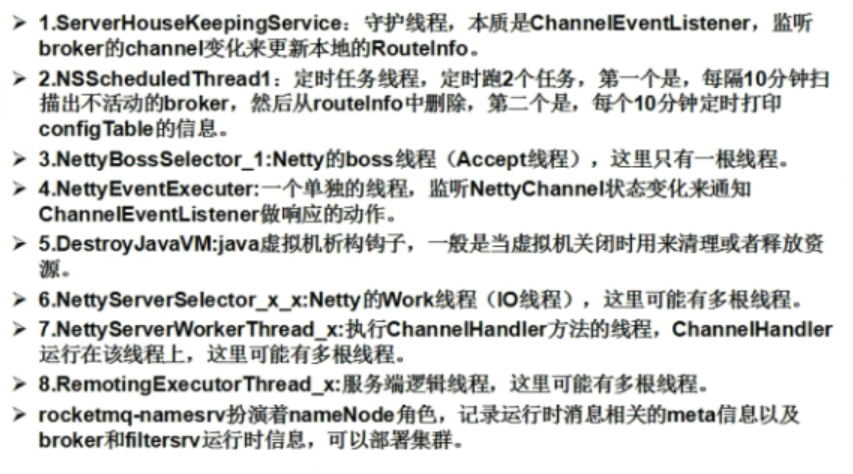 ➤ 1.ServerHouseKeepingService：守护线程，本质是ChannelEventListener，监听
broker的channel变化来更新本地的RouteInfo。
➤ 2.NSScheduledThread1：定时任务线程，定时跑2个任务，第一个是，每隔10分钟扫
描出不活动的broker，然后从routeInfo中删除，第二个是，每个10分钟定时打印
configTable的信息。
➤ 3.NettyBossSelector_1:Netty的boss线程（Accept线程），这里只有一根线程。
➤ 4.NettyEventExecuter:一个单独的线程，监听NettyChannel状态变化来通知
ChannelEventListener做响应的动作。
➤ 5.DestroyJavaVM:java虚拟机析构钩子，一般是当虚拟机关闭时用来清理或者释放资
源。
➤ 6.NettyServerSelector_x_x:Netty的Work线程（IO线程），这里可能有多根线程。
➤ 7.NettyServerWorkerThread_x:执行ChannelHandler方法的线程，ChannelHandler
运行在该线程上，这里可能有多根线程。
➤ 8.RemotingExecutorThread_x:服务端逻辑线程，这里可能有多根线程。
➤ rocketmq-namesrv扮演着nameNode角色，记录运行时消息相关的meta信息以及
broker和filtersrv运行时信息，可以部署集群。